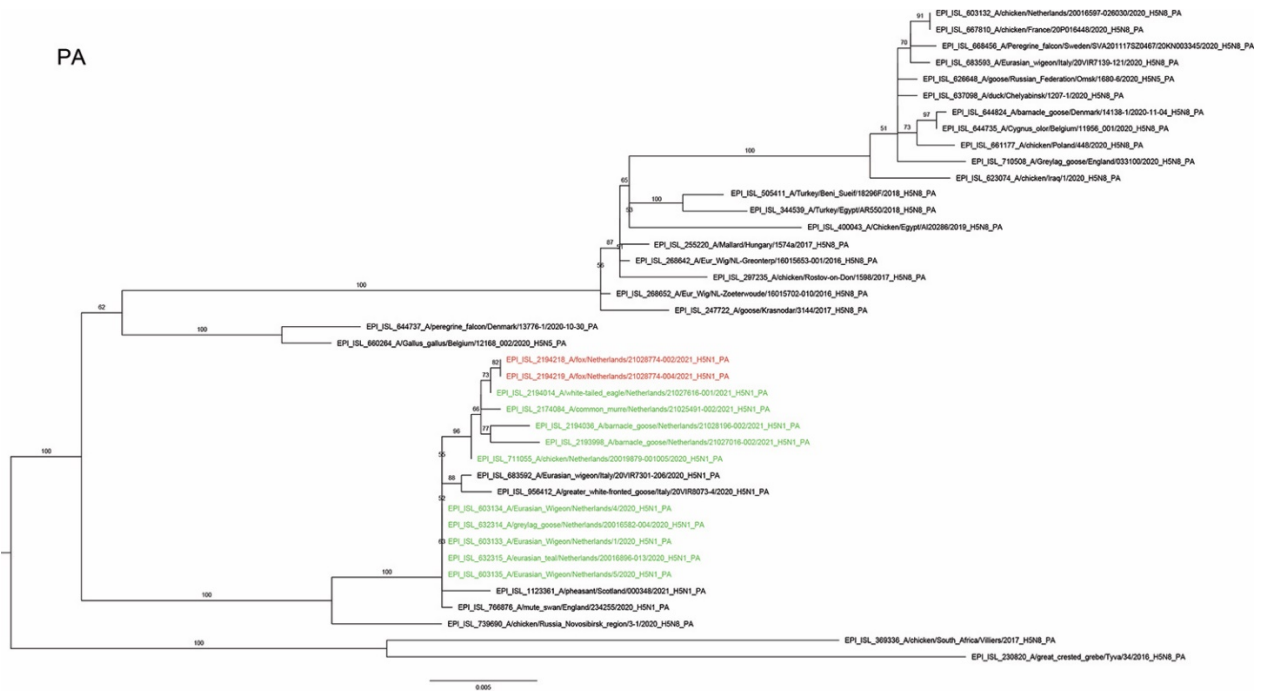 PA
91
EPI_ISL_603132_A/chicken/Netherlands/20016597-026030/2020_H5N8_PA
EPI_ISL_667810_A/chicken/France/20P016448/2020_H5N8_PA
70
EPI_ISL_668456_A/Peregrine_falcon/Sweden/SVA201117SZ0467/20KN003345/2020_H5N8_PA
EPI_ISL_683593_A/Eurasian_wigeon/Italy/20VIR7139-121/2020_H5N8_PA
EPI_ISL_626648_A/goose/Russian_Federation/Omsk/1680-6/2020_H5N5_PA
EPI_ISL_637098_A/duck/Chelyabinsk/1207-1/2020_H5N8_PA
97
EPI_ISL_644824_A/barnacle_goose/Denmark/14138-1/2020-11-04_H5N8_PA
51
73
EPI_ISL_644735_A/Cygnus_olor/Belgium/11956_001/2020_H5N8_PA
EPI_ISL_661177_A/chicken/Poland/448/2020_H5N8_PA
100
EPI_ISL_710508_A/Greylag_goose/England/033100/2020_H5N8_PA
EPI_ISL_623074_A/chicken/Iraq/1/2020_H5N8_PA
65
EPI_ISL_505411_A/Turkey/Beni_Sueif/18296F/2018_H5N8_PA
100
EPI_ISL_344539_A/Turkey/Egypt/AR550/2018_H5N8_PA
EPI_ISL_400043_A/Chicken/Egypt/AI20286/2019_H5N8_PA
87
EPI_ISL_255220_A/Mallard/Hungary/1574a/2017_H5N8_PA
EPI_ISL_268642_A/Eur_Wig/NL-Greonterp/16015653-001/2016_H5N8_PA
EPI_ISL_297235_A/chicken/Rostov-on-Don/1598/2017_H5N8_PA
100
EPI_ISL_268652_A/Eur_Wig/NL-Zoeterwoude/16015702-010/2016_H5N8_PA
62
EPI_ISL_247722_A/goose/Krasnodar/3144/2017_H5N8_PA
100
EPI_ISL_644737_A/peregrine_falcon/Denmark/13776-1/2020-10-30_PA
EPI_ISL_660264_A/Gallus_gallus/Belgium/12168_002/2020_H5N5_PA
82
EPI_ISL_2194218_A/fox/Netherlands/21028774-002/2021_H5N1_PA
73
EPI_ISL_2194219_A/fox/Netherlands/21028774-004/2021_H5N1_PA
EPI_ISL_2194014_A/white-tailed_eagle/Netherlands/21027616-001/2021_H5N1_PA
66
EPI_ISL_2174084_A/common_murre/Netherlands/21025491-002/2021_H5N1_PA
96
77
EPI_ISL_2194036_A/barnacle_goose/Netherlands/21028106-002/2021_H5N1_PA
EPI_ISL_2193998_A/barnacle_goose/Netherlands/21027016-002/2021_H5N1_PA
100
EPI_ISL_711055_A/chicken/Netherlands/20019879-001005/2020_H5N1_PA
88
EPI_ISL_683592_A/Eurasian_wigeon/Italy/20VIR7301-206/2020_H5N1_PA
EPI_ISL_956412_A/greater_white-fronted_goose/Italy/20VIR8073-4/2020_H5N1_PA
52
EPI_ISL_603134_A/Eurasian_Wigeon/Netherlands/4/2020_H5N1_PA
EPI_ISL_632314_A/greylag_goose/Netherlands/20016582-004/2020_H5N1_PA
EPI_ISL_603133_A/Eurasian_Wigeon/Netherlands/1/2020_H5N1_PA
EPI_ISL_632315_A/eurasian_teal/Netherlands/20016896-013/2020_H5N1_PA
100
EPI_ISL_603135_A/Eurasian_Wigeon/Netherlands/5/2020_H5N1_PA
EPI_ISL_1123361_A/pheasant/Scotland/000348/2021_H5N1_PA
100
EPI_ISL_766876_A/mute_swan/England/234255/2020_H5N1_PA
EPI_ISL_739690_A/chicken/Russia_Novosibirsk_region/3-1/2020_H5N8_PA
100
EPI_ISL_369336_A/chicken/South_Africa/Villiers/2017_H5N8_PA
EPI_ISL_230820_A/great_crested_grebe/Tyva/34/2016_H5N8_PA
0.005